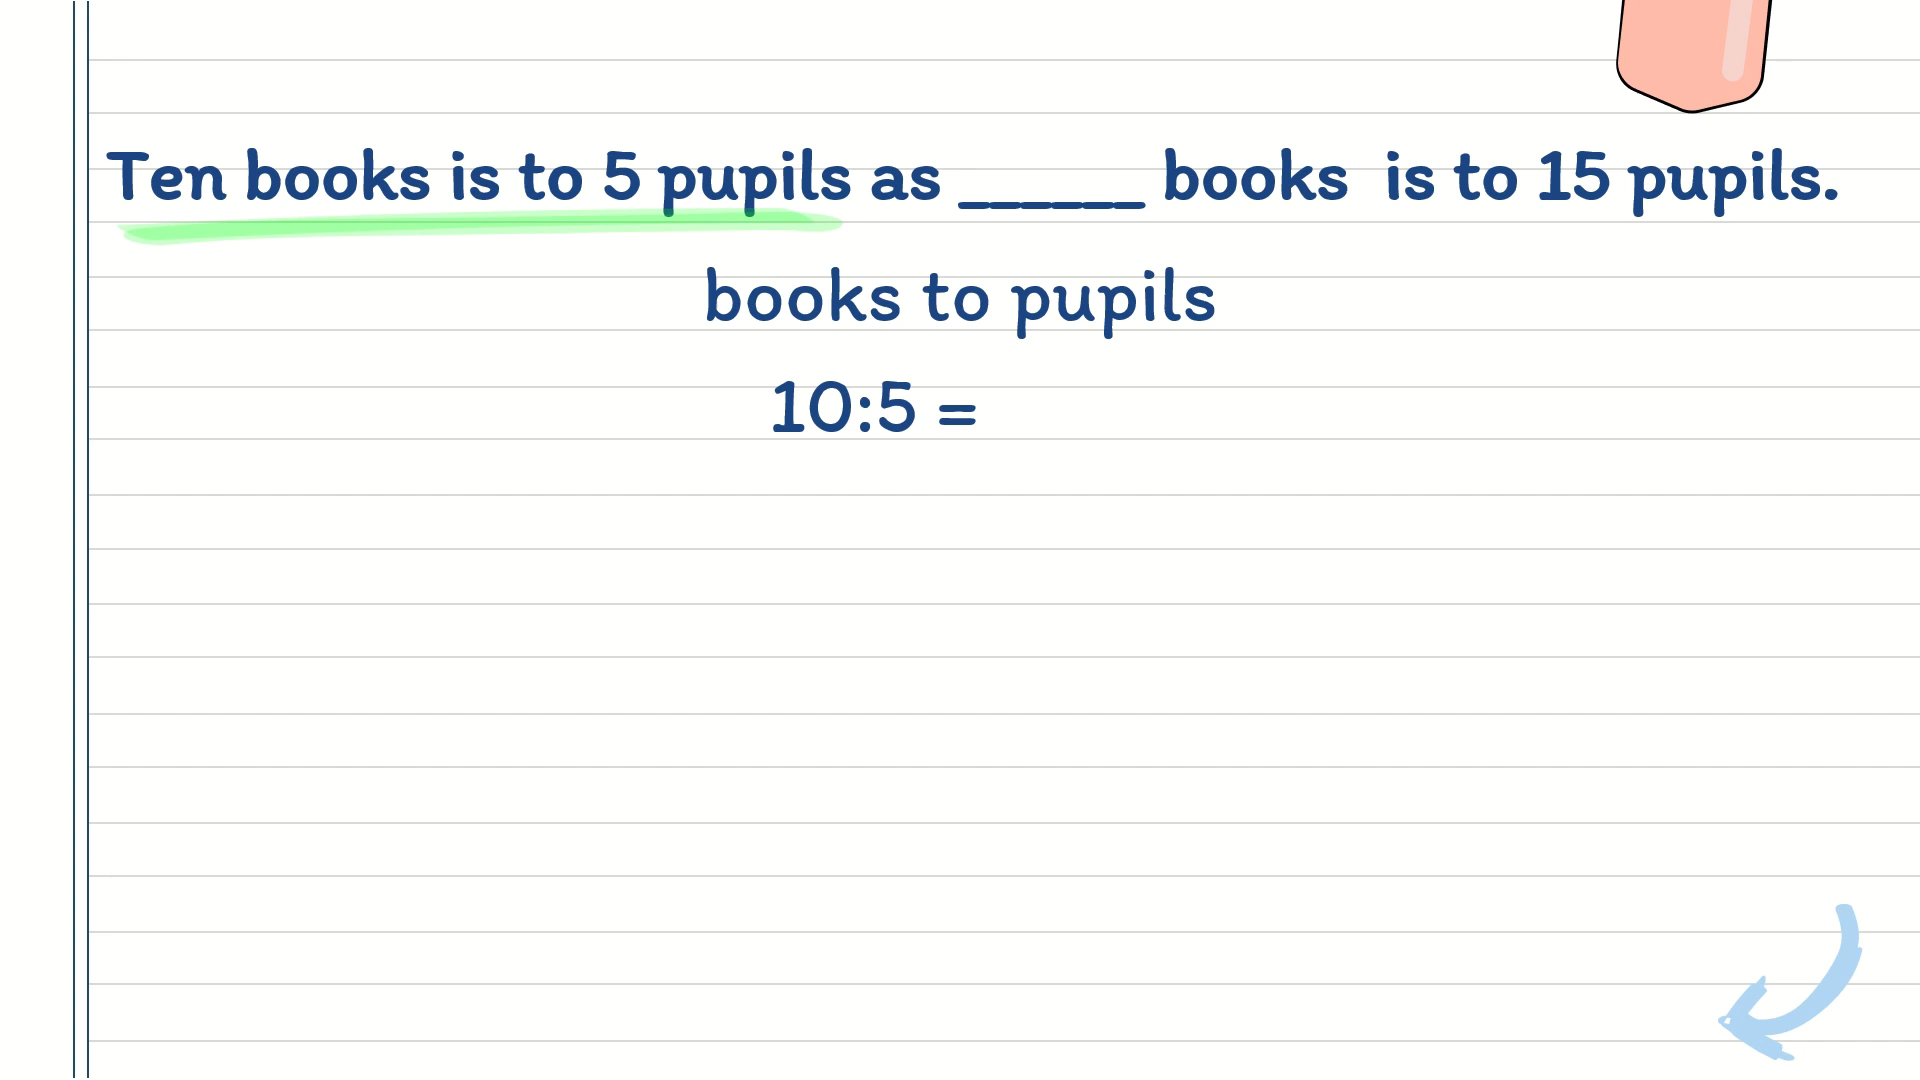 Ten books is to 5 pupils as ______ books is to 15 pupils.
books to pupils
10:5 =